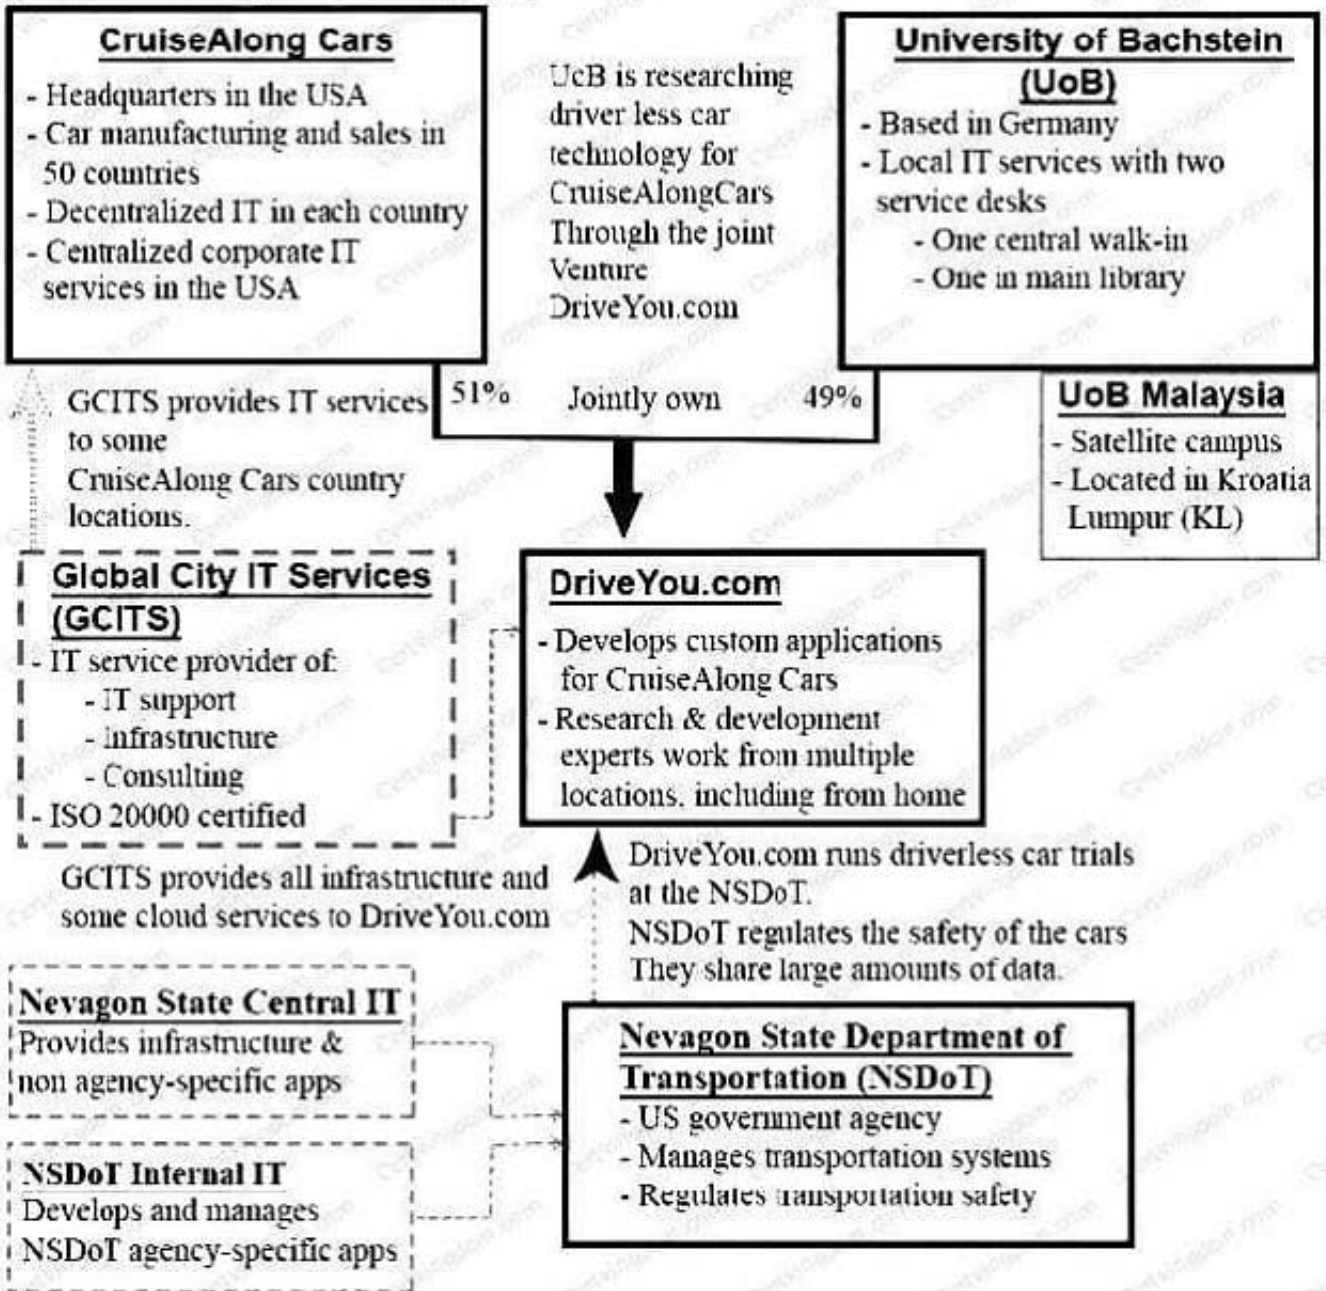 CruiseAlong Cars
- Headquarters in the USA
- Car manufacturing and sales in
50 countries
- Decentralized IT in each country
- Centralized corporate IT
services in the USA
UcB is researching
driver less car
technology for
CruiseAlongCars
Through the joint
Venture
DriveYou.com
University of Bachstein
(UoB)
- Based in Germany
- Local IT services with two
service desks
- One central walk-in
- One in main library
51% Jointly own 49%
UoB Malaysia
- Satellite campus
- Located in Kroatia
Lumpur (KL)
GCITS provides IT services
to some
CruiseAlong Cars country
locations.
Global City IT Services
(GCITS)
- IT service provider of:
- IT support
- Infrastructure
- Consulting
- ISO 20000 certified
DriveYou.com
- Develops custom applications
for CruiseAlong Cars
- Research & development
experts work from multiple
locations, including from home
GCITS provides all infrastructure and
some cloud services to DriveYou.com
DriveYou.com runs driverless car trials
at the NSDoT.
NSDoT regulates the safety of the cars
They share large amounts of data.
Nevagon State Central IT
Provides infrastructure &
non agency-specific apps
NSDoT Internal IT
Develops and manages
NSDoT agency-specific apps
Nevagon State Department of
Transportation (NSDoT)
- US government agency
- Manages transportation systems
- Regulates transportation safety